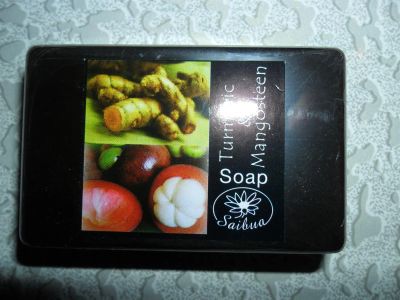 Turmeric
&
Mangosteen
Soap
Saibua